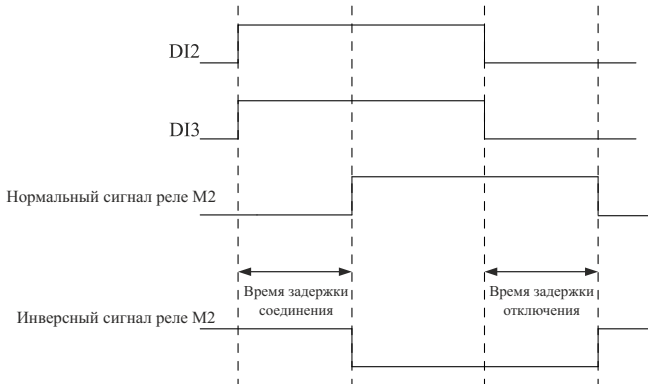 DI2
DI3
Нормальный сигнал реле M2
Время задержки
соединения
Время задержки
отключения
Инверсный сигнал реле M2